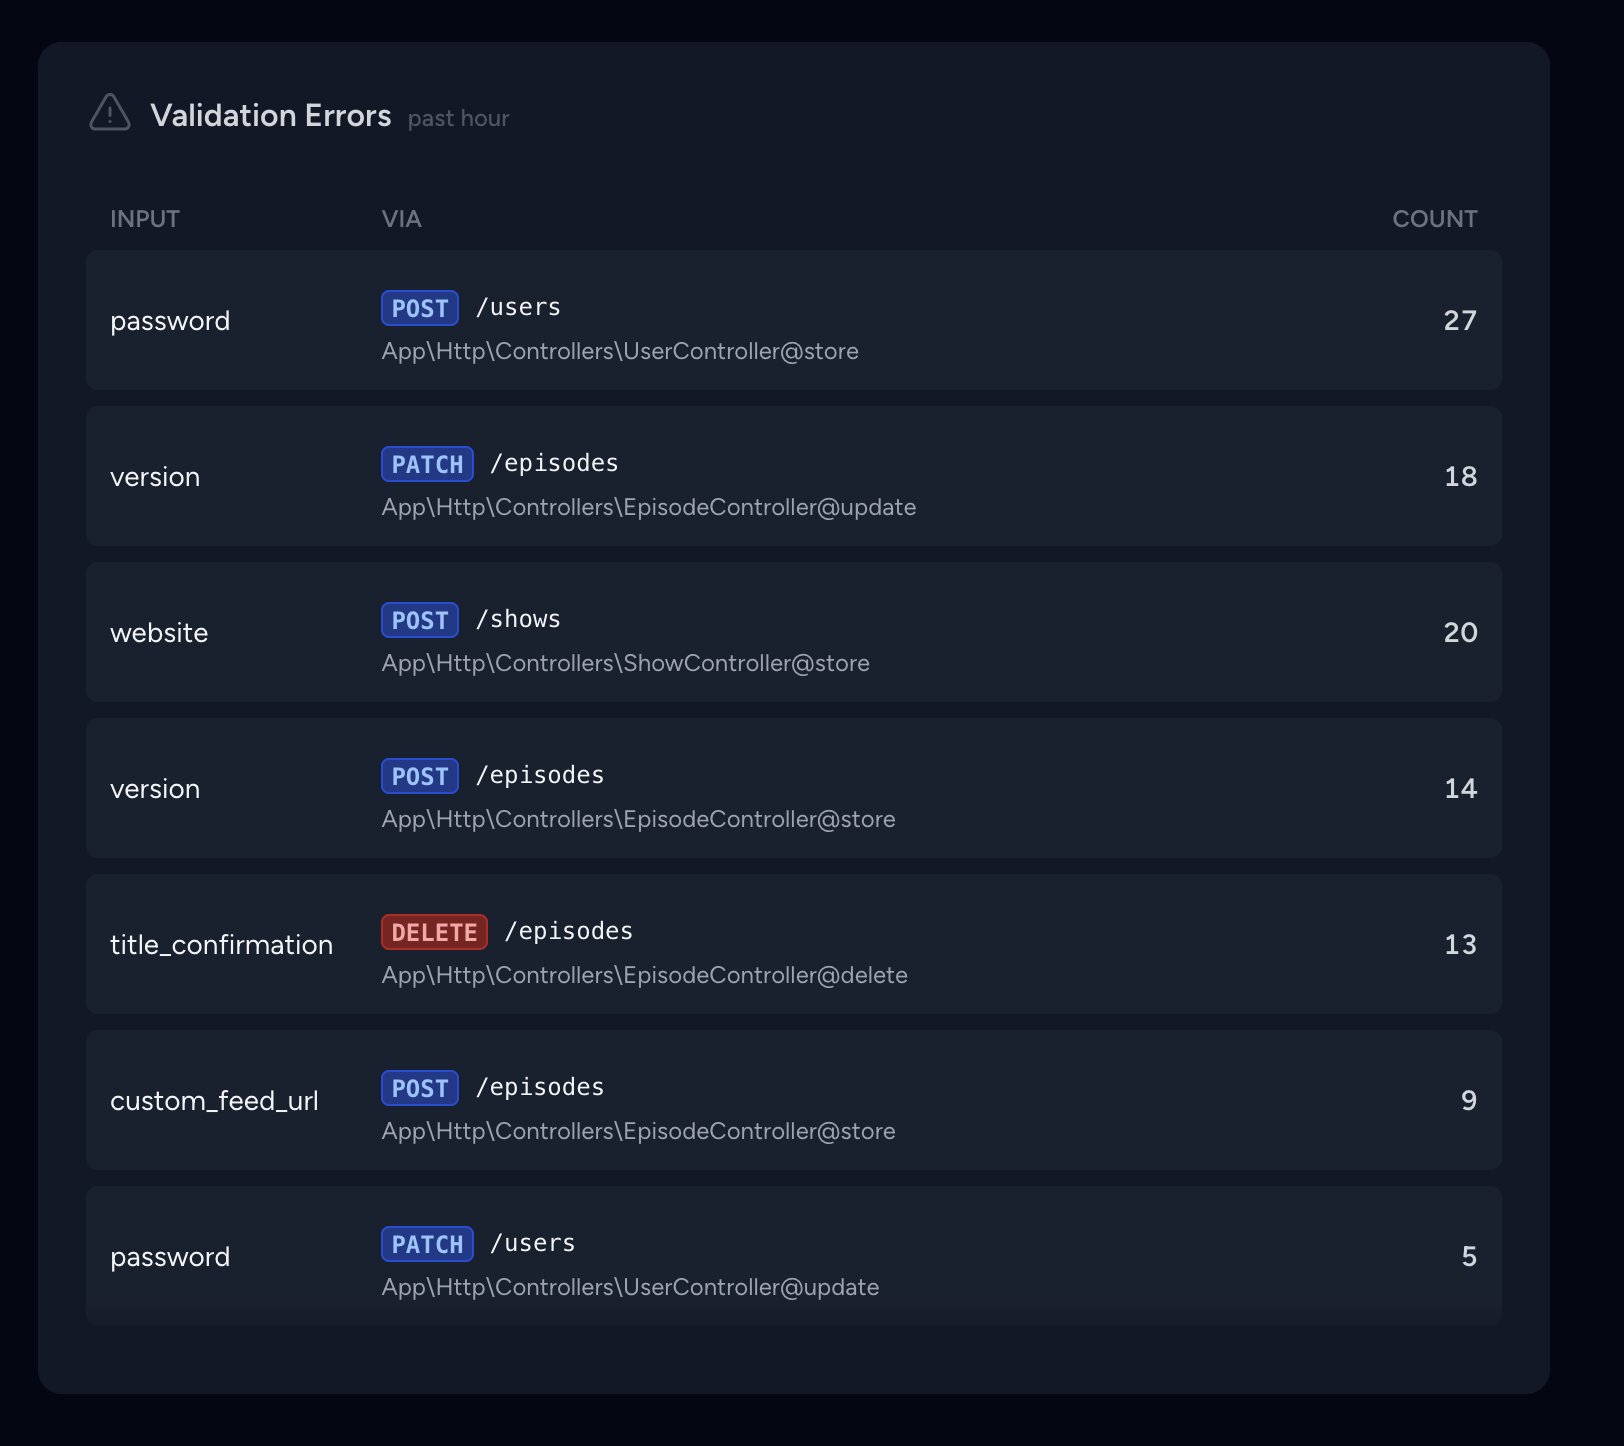 Validation Errors past hour
INPUT VIA COUNT
password
POST /users
App\Http\Controllers\UserController@store
27
version
PATCH /episodes
App\Http\Controllers\EpisodeController@update
18
website
POST /shows
App\Http\Controllers\ShowController@store
20
version
POST /episodes
App\Http\Controllers\EpisodeController@store
14
title_confirmation
DELETE /episodes
App\Http\Controllers\EpisodeController@delete
13
custom_feed_url
POST /episodes
App\Http\Controllers\EpisodeController@store
9
password
PATCH /users
App\Http\Controllers\UserController@update
5